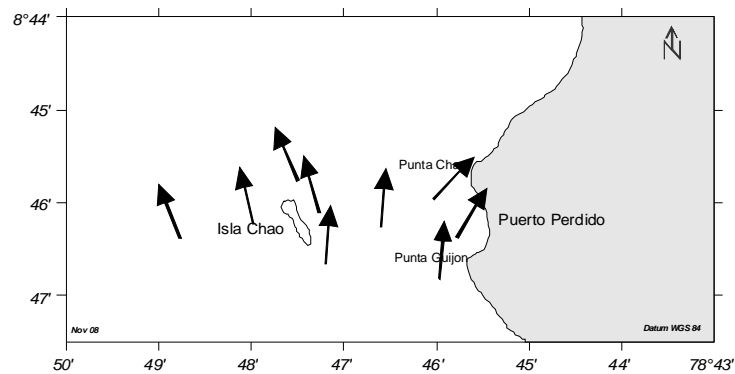 8°44'
N
45'
Punta Cha
46'
Isla Chao
Puerto Perdido
Punta Guijon
47'
Nov 08
Datum WGS 84
50'
49'
48'
47'
46'
45'
44'
78°43'